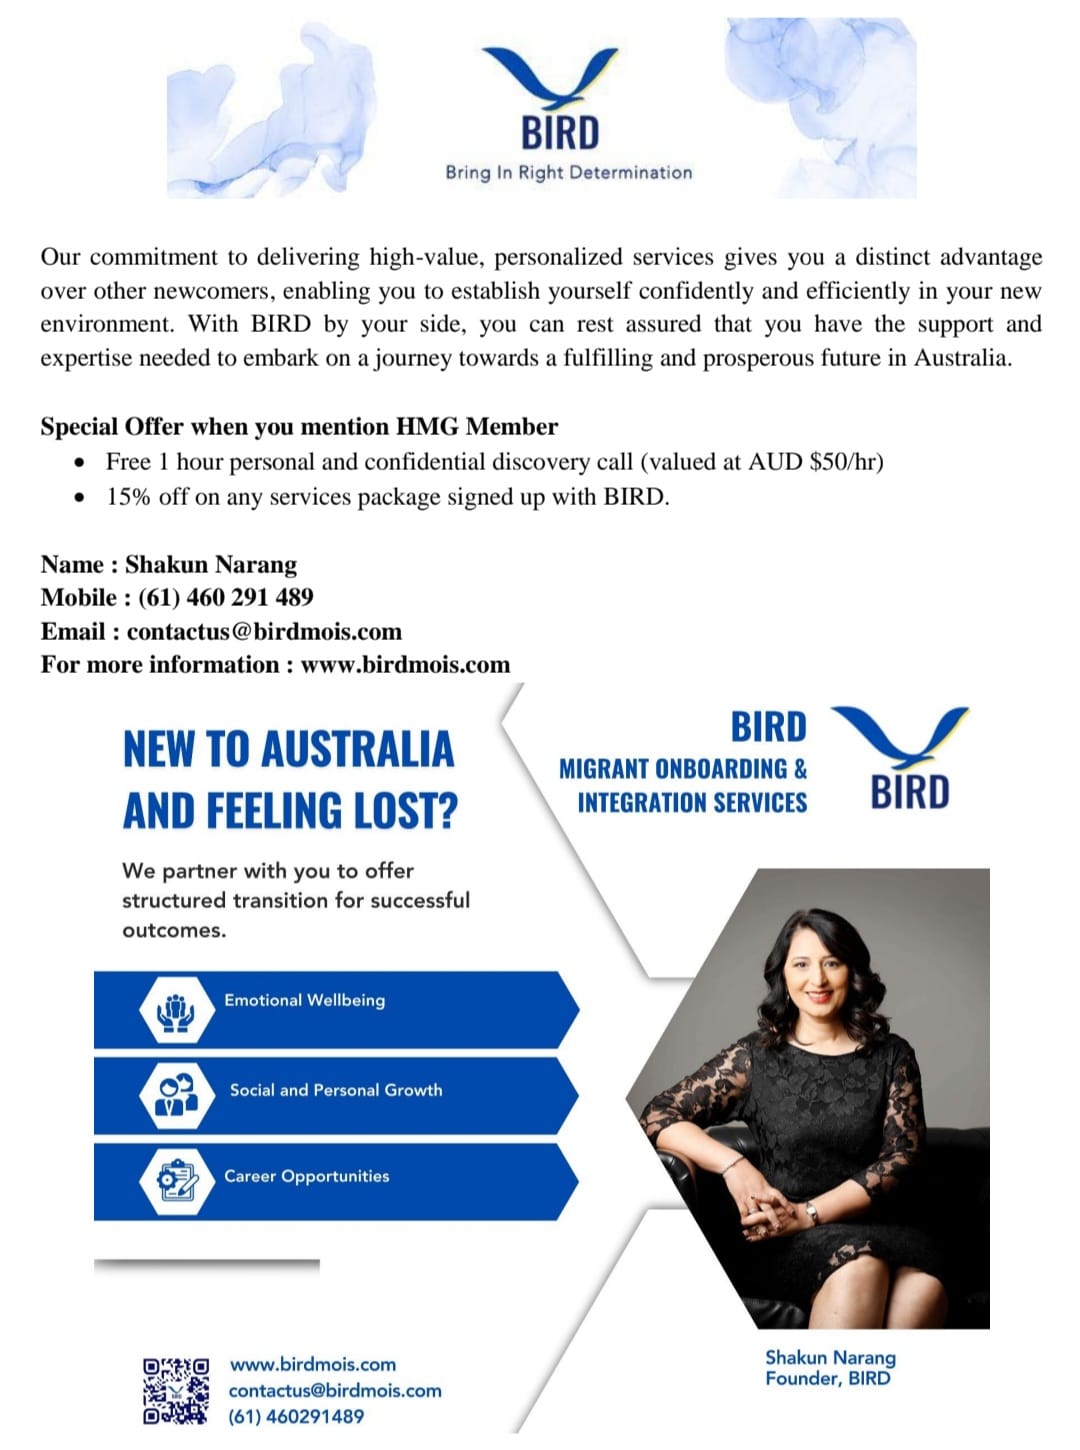 BIRD
Bring In Right Determination
Our commitment to delivering high-value, personalized services gives you a distinct advantage
over other newcomers, enabling you to establish yourself confidently and efficiently in your new
environment. With BIRD by your side, you can rest assured that you have the support and
expertise needed to embark on a journey towards a fulfilling and prosperous future in Australia.
Special Offer when you mention HMG Member
• Free 1 hour personal and confidential discovery call (valued at AUD $50/hr)
• 15% off on any services package signed up with BIRD.
Name : Shakun Narang
Mobile : (61) 460 291 489
Email : contactus@birdmois.com
For more information : www.birdmois.com
NEW TO AUSTRALIA
AND FEELING LOST?
We partner with you to offer
structured transition for successful
outcomes.
Emotional Wellbeing
Social and Personal Growth
Career Opportunities
www.birdmois.com
contactus@birdmois.com
(61) 460291489
BIRD
MIGRANT ONBOARDING &
INTEGRATION SERVICES
BIRD
Shakun Narang
Founder, BIRD